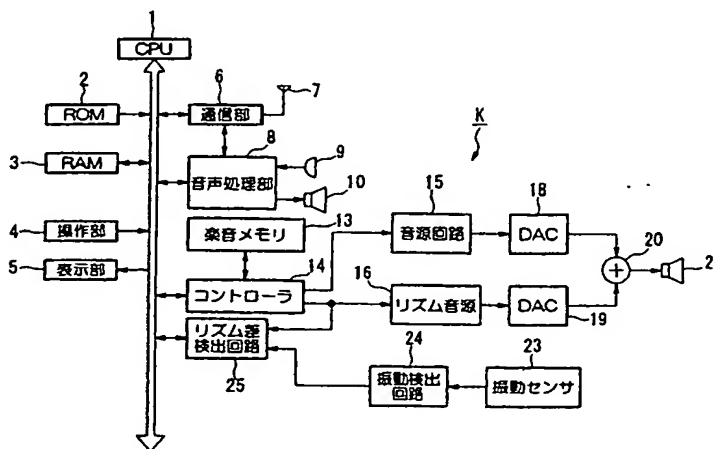 1
CPU
2
ROM
6
通信部
7
3
RAM
8
音声処理部
9
10
K
4
操作部
5
表示部
13
楽音メモリ
14
コントローラ
15
音源回路
18
DAC
20
2
16
リズム音源
DAC
19
リズム差
検出回路
25
24
振動検出
回路
23
振動センサ